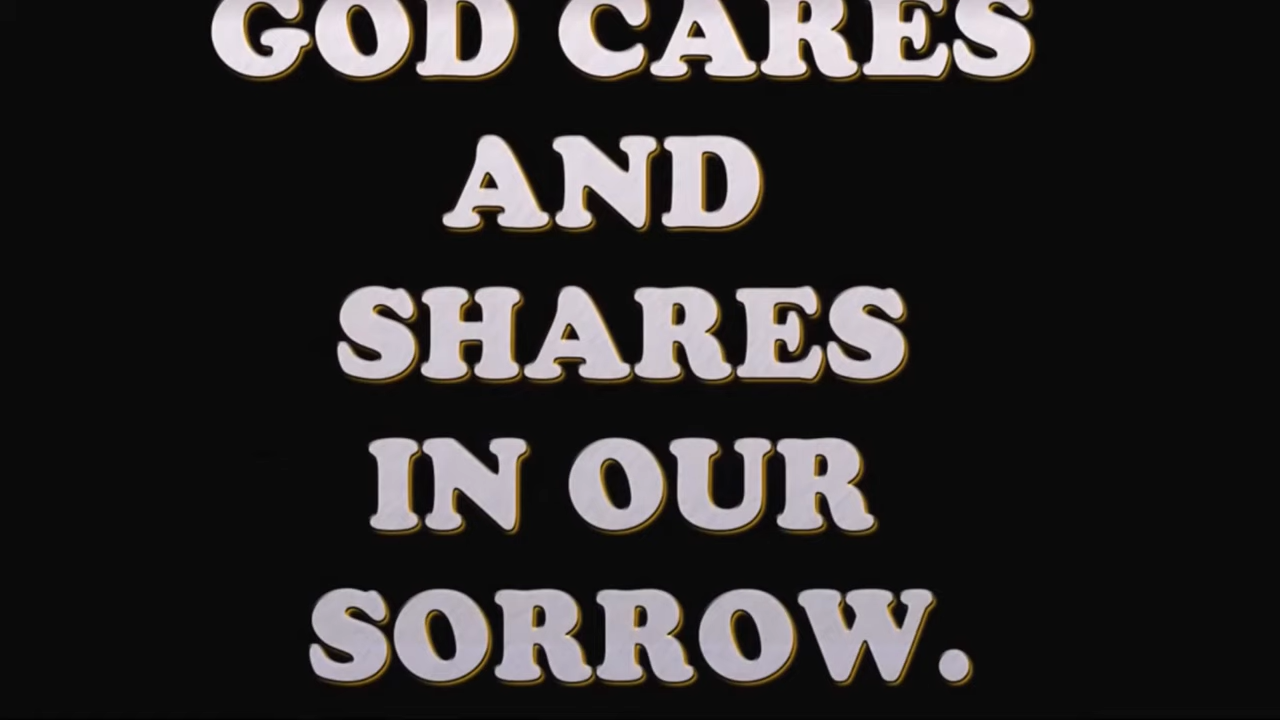 GOD CARES
AND
SHARES
IN OUR
SORROW.